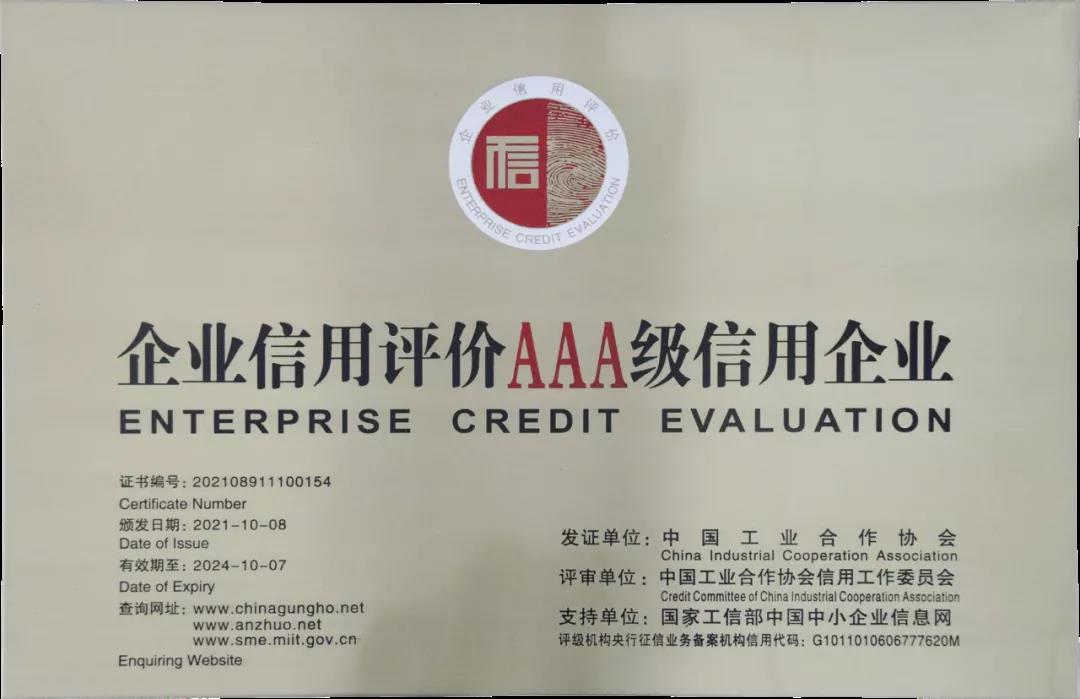 企业信用评价
信
ENTERPRISE CREDIT EVALUATION
企业信用评价AAA级信用企业
ENTERPRISE CREDIT EVALUATION
证书编号：202108911100154
Certificate Number
颁发日期：2021-10-08
Date of Issue
有效期至：2024-10-07
Date of Expiry
查询网址：www.chinagungho.net
www.anzhuo.net
www.sme.miit.gov.cn
Enquiring Website
发证单位：中国工业合作协会
China Industrial Cooperation Association
评审单位：中国工业合作协会信用工作委员会
Credit Committee of China Industrial Cooperation Association
支持单位：国家工信部中国中小企业信息网
评级机构央行征信业务备案机构信用代码：G1011010606777620M